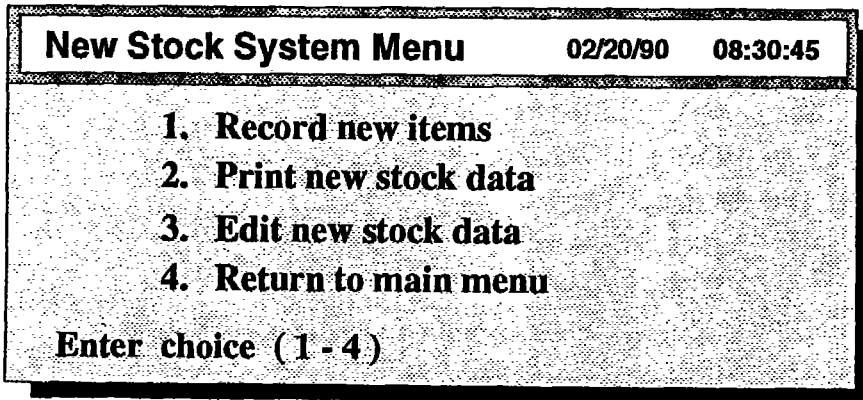 New Stock System Menu 02/20/90 08:30:45
1. Record new items
2. Print new stock data
3. Edit new stock data
4. Return to main menu
Enter choice ( 1 - 4 )